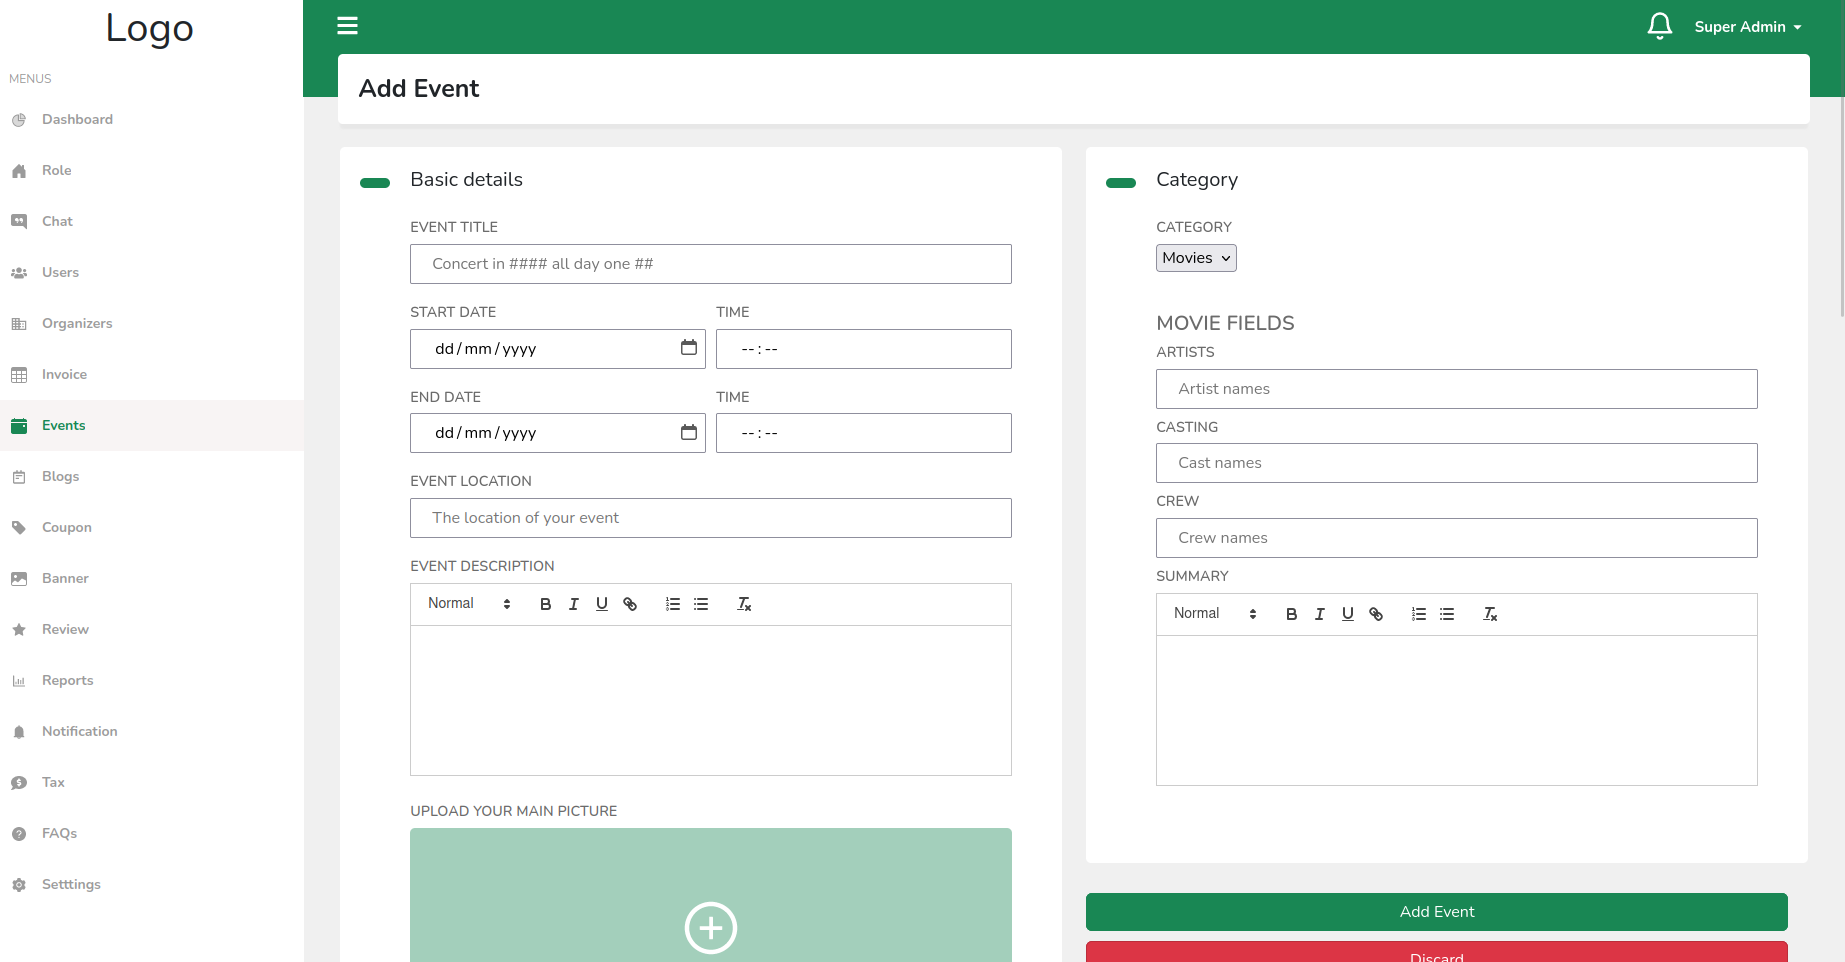 Logo
MENUS
Dashboard
Role
Chat
Users
Organizers
Invoice
Events
Blogs
Coupon
Banner
Review
Reports
Notification
Tax
FAQs
Setttings
Super Admin
Add Event
Basic details
EVENT TITLE
Concert in #### all day one ##
START DATE TIME
dd/mm/yyyy --:--
END DATE TIME
dd/mm/yyyy --:--
EVENT LOCATION
The location of your event
EVENT DESCRIPTION
Normal
UPLOAD YOUR MAIN PICTURE
Category
CATEGORY
Movies
MOVIE FIELDS
ARTISTS
Artist names
CASTING
Cast names
CREW
Crew names
SUMMARY
Normal
Add Event
Discard